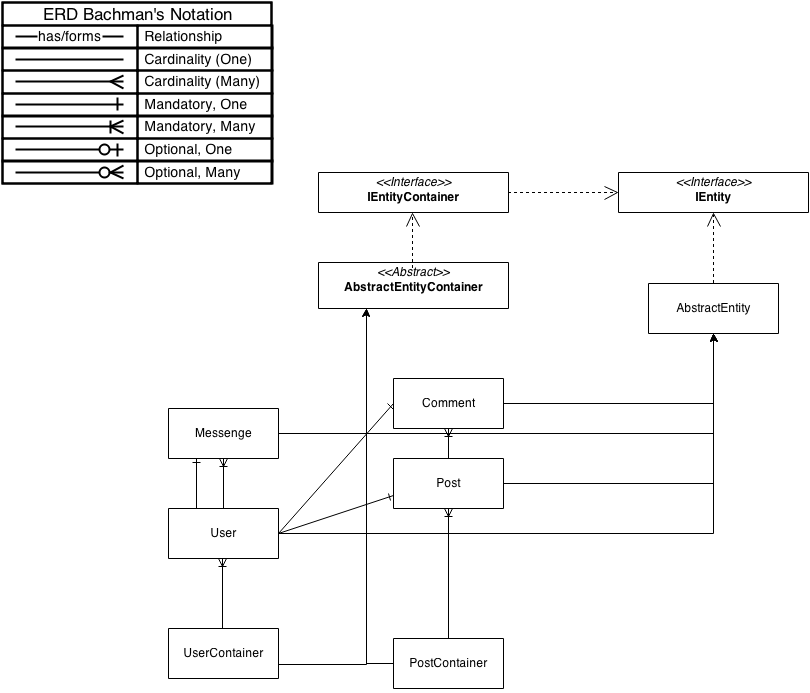 ERD Bachman's Notation
has/forms Relationship
Cardinality (One)
Cardinality (Many)
Mandatory, One
Mandatory, Many
Optional, One
Optional, Many
<<Interface>>
IEntityContainer
<<Interface>>
IEntity
<<Abstract>>
AbstractEntityContainer
AbstractEntity
Comment
Messenge
Post
User
UserContainer
PostContainer